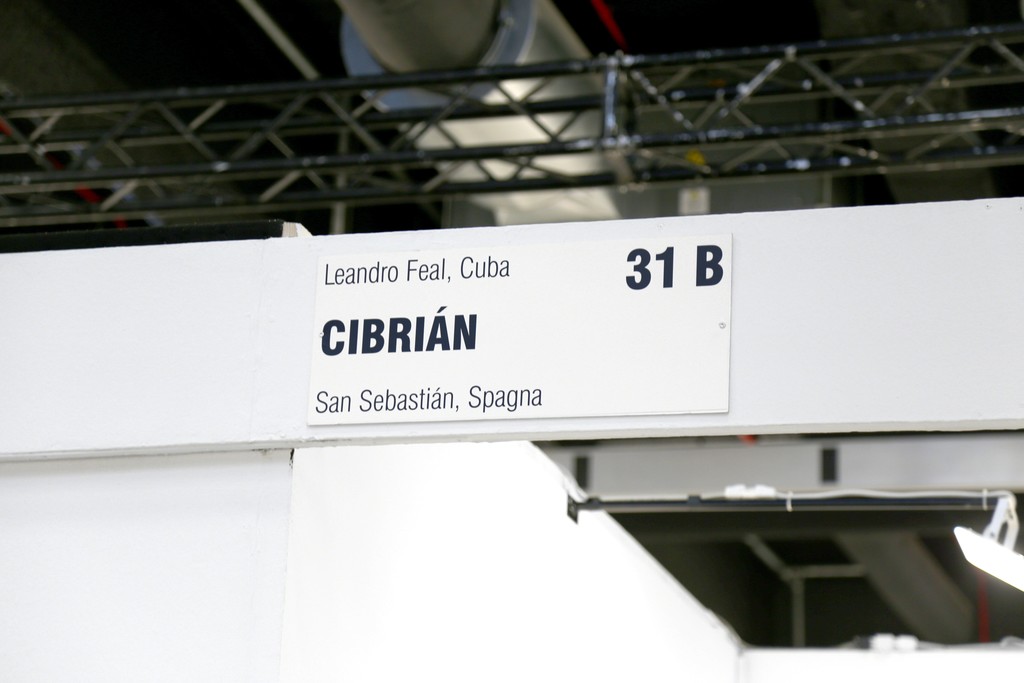 Leandro Feal, Cuba
31 B
CIBRIÁN
San Sebastián, Spagna